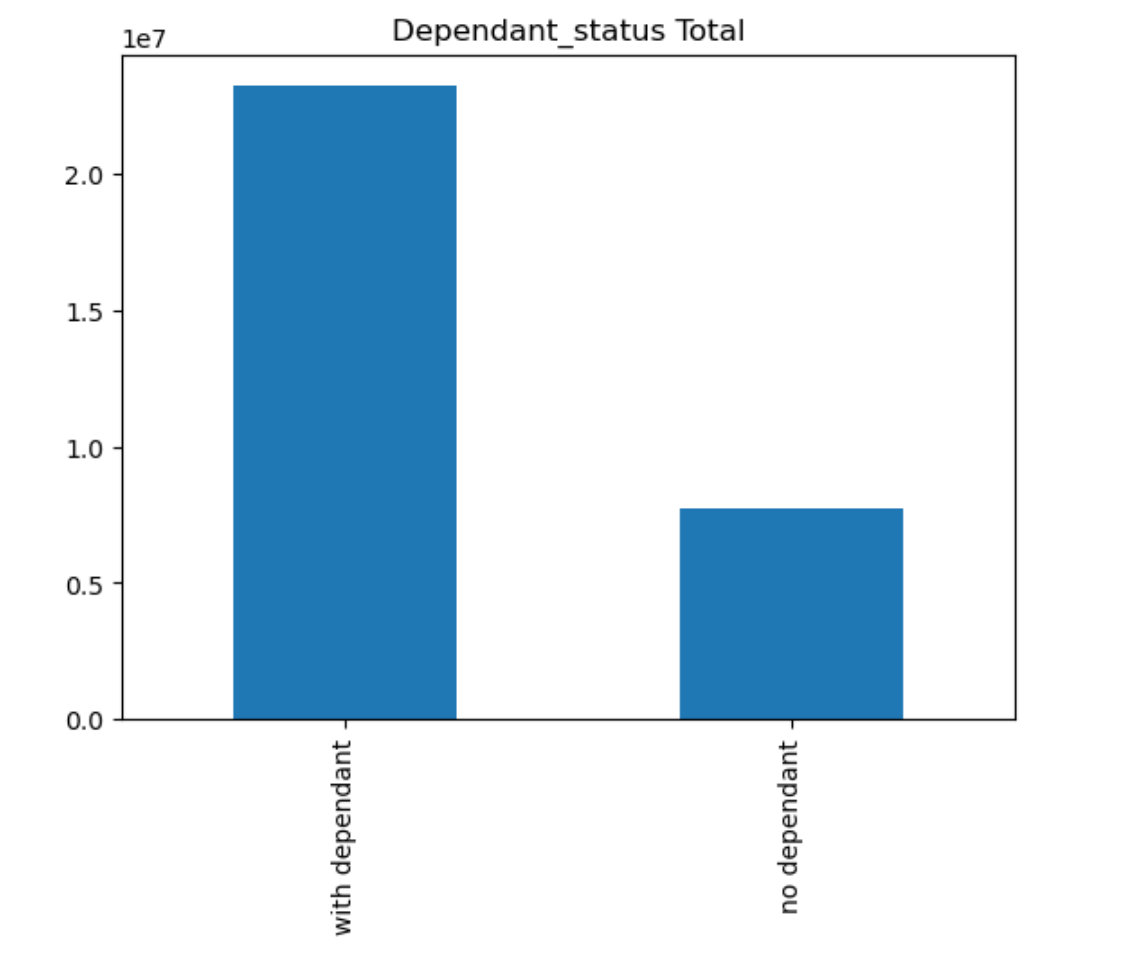 Dependant_status Total
1e7
2.0
1.5
1.0
0.5
0.0
with dependant
no dependant